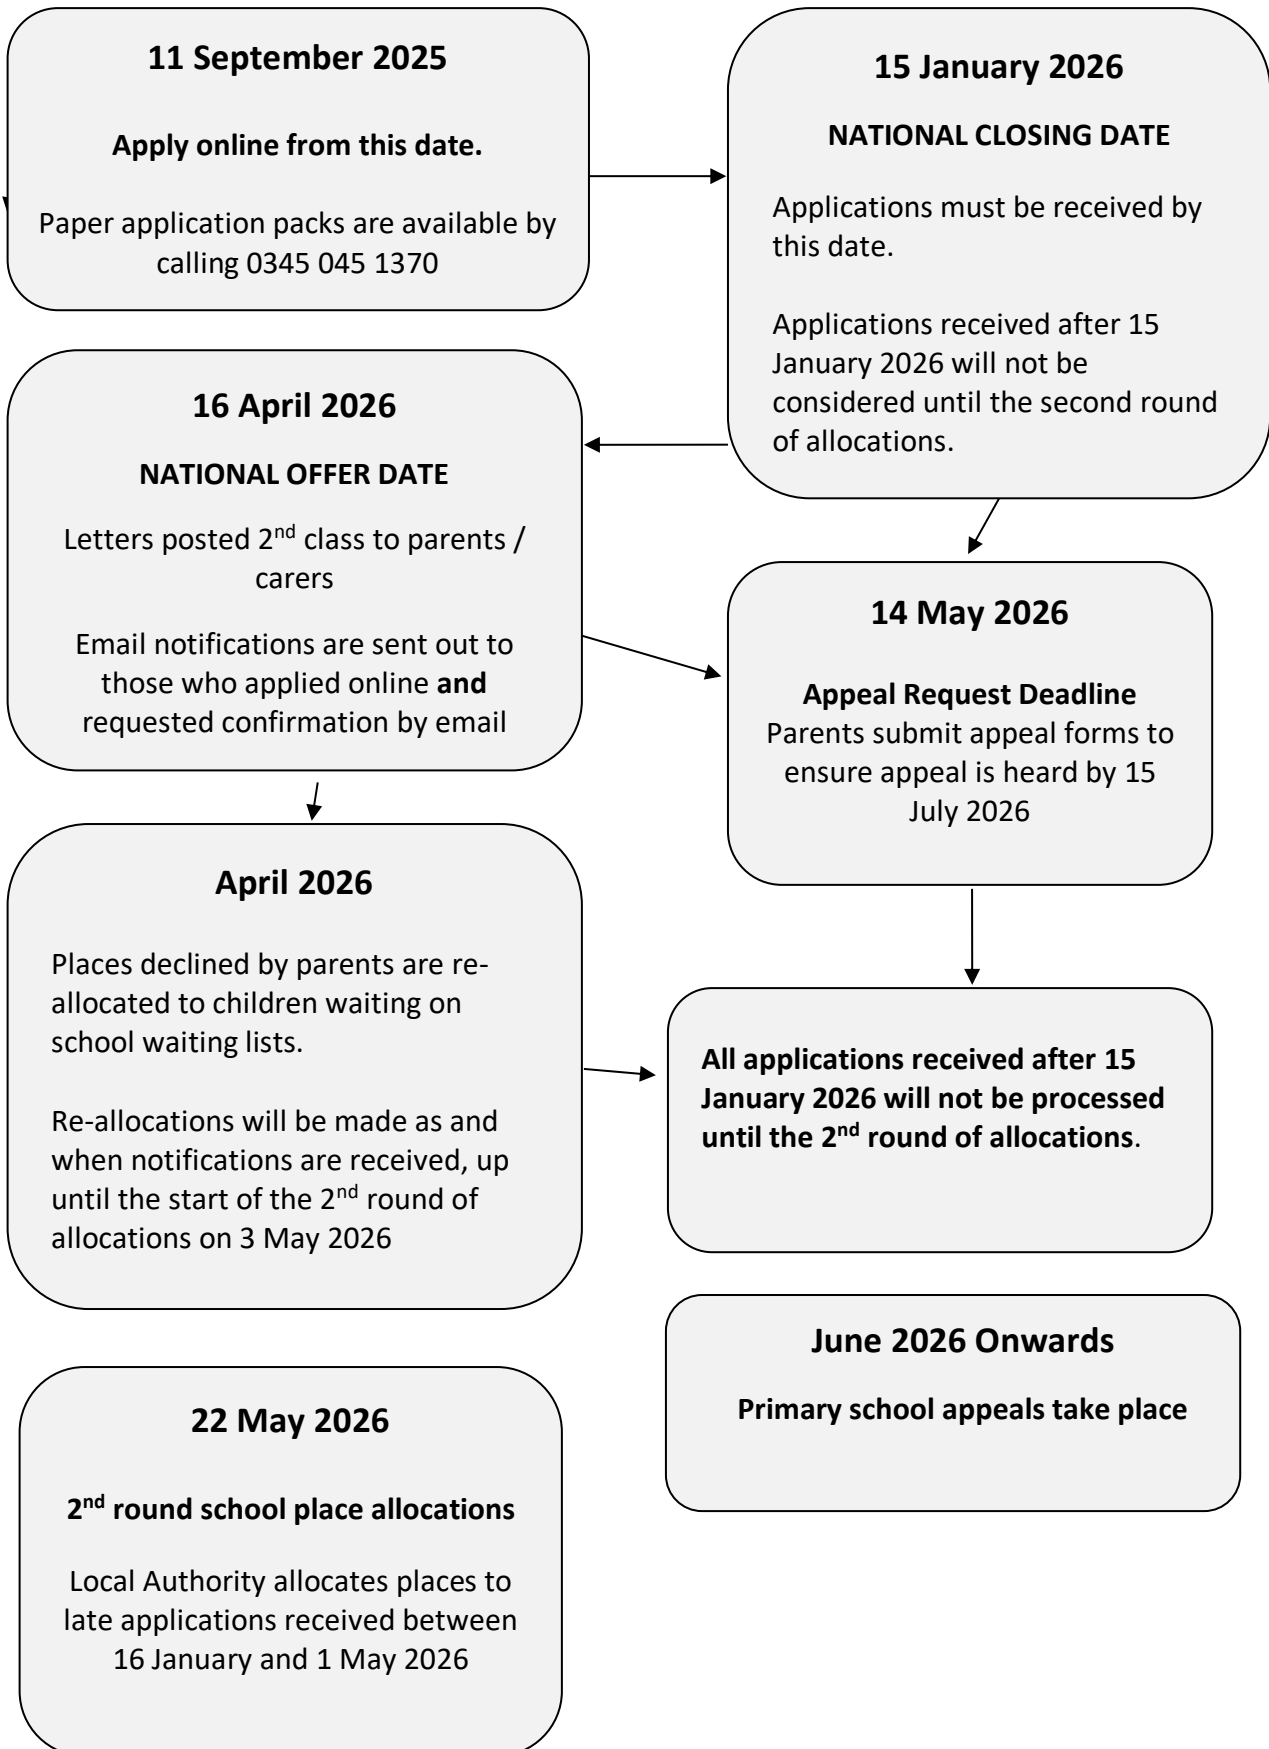 11 September 2025
Apply online from this date.
Paper application packs are available by
calling 0345 045 1370
15 January 2026
NATIONAL CLOSING DATE
Applications must be received by
this date.
Applications received after 15
January 2026 will not be
considered until the second round
of allocations.
16 April 2026
NATIONAL OFFER DATE
Letters posted 2nd class to parents /
carers
Email notifications are sent out to
those who applied online and
requested confirmation by email
14 May 2026
Appeal Request Deadline
Parents submit appeal forms to
ensure appeal is heard by 15
July 2026
April 2026
Places declined by parents are re-
allocated to children waiting on
school waiting lists.
Re-allocations will be made as and
when notifications are received, up
until the start of the 2nd round of
allocations on 3 May 2026
All applications received after 15
January 2026 will not be processed
until the 2nd round of allocations.
June 2026 Onwards
Primary school appeals take place
22 May 2026
2nd round school place allocations
Local Authority allocates places to
late applications received between
16 January and 1 May 2026